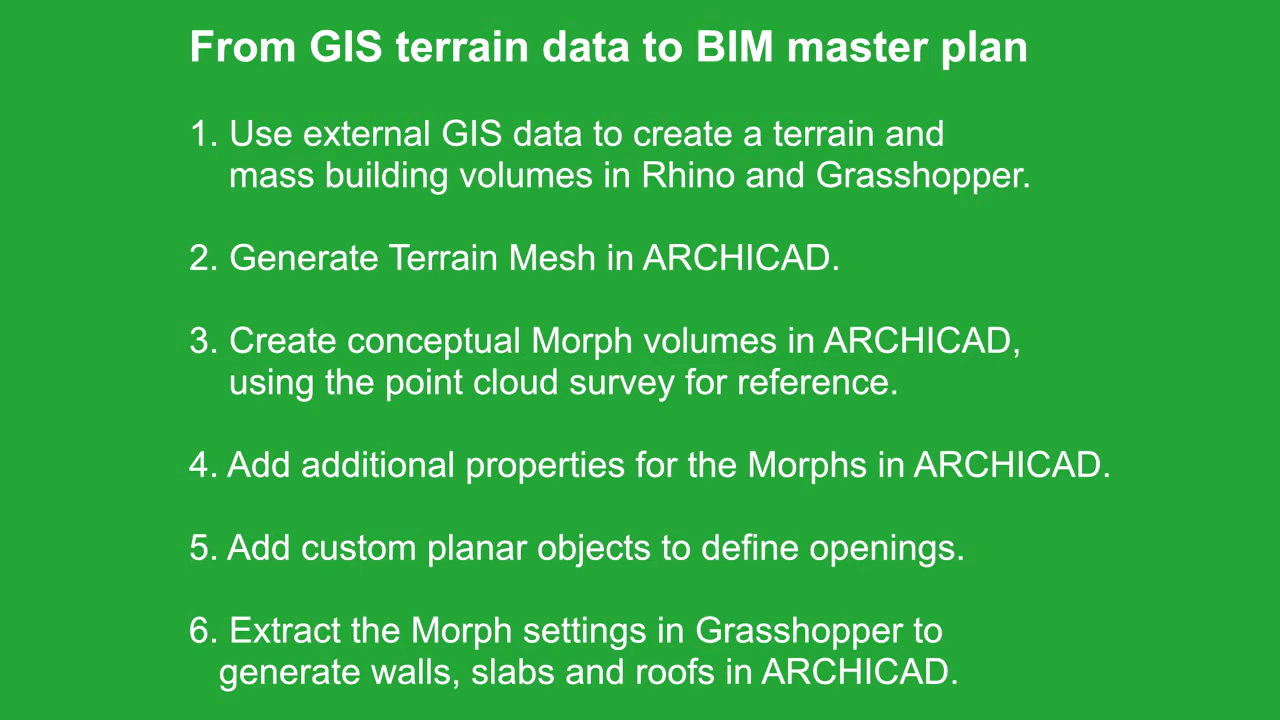 From GIS terrain data to BIM master plan
1. Use external GIS data to create a terrain and
mass building volumes in Rhino and Grasshopper.
2. Generate Terrain Mesh in ARCHICAD.
3. Create conceptual Morph volumes in ARCHICAD,
using the point cloud survey for reference.
4. Add additional properties for the Morphs in ARCHICAD.
5. Add custom planar objects to define openings.
6. Extract the Morph settings in Grasshopper to
generate walls, slabs and roofs in ARCHICAD.